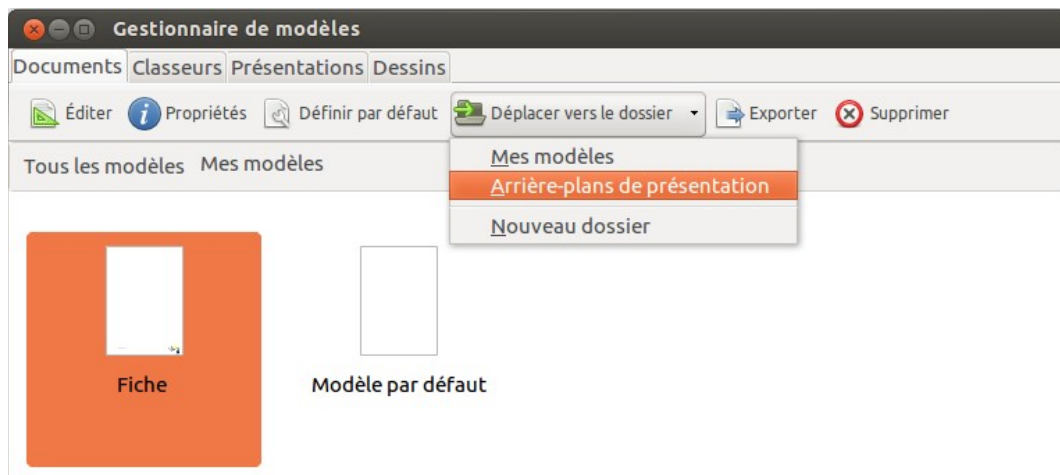 Gestionnaire de modèles
Documents Classeurs Présentations Dessins
Éditer Propriétés Définir par défaut Déplacer vers le dossier Exporter Supprimer
Tous les modèles Mes modèles
Mes modèles
Arrière-plans de présentation
Nouveau dossier
Fiche Modèle par défaut